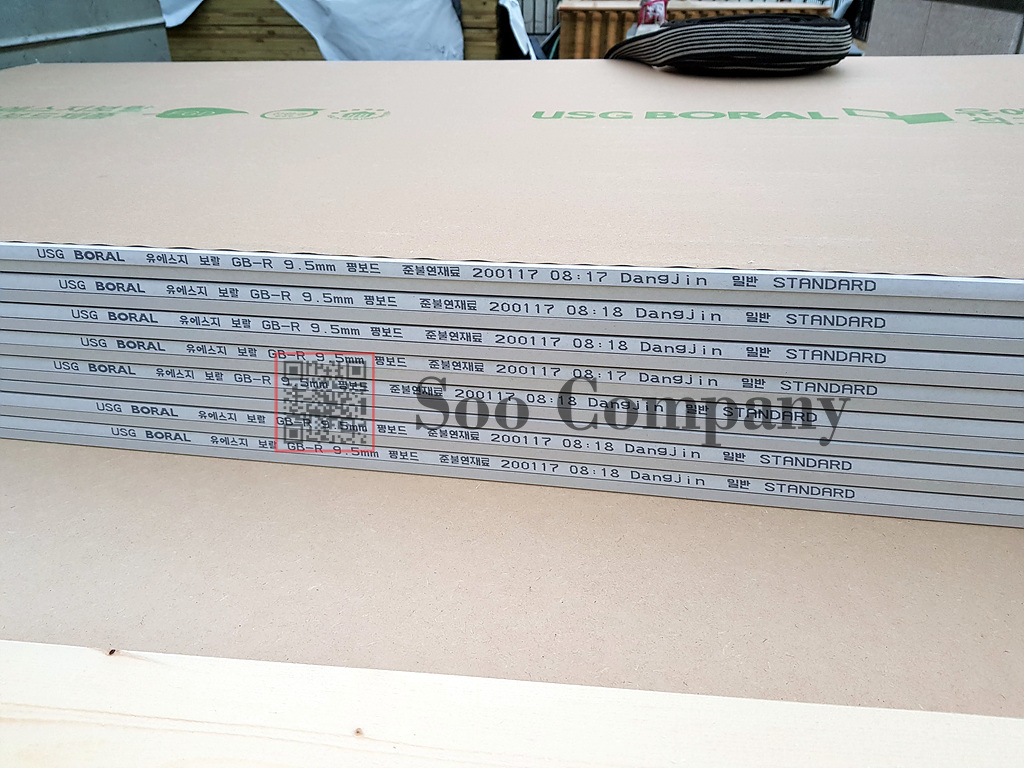 USG BORAL
USG BORAL 유에스지 보랄 GB-R 9.5mm 평보드 준불연재료 200117 08:17 Dangjin 일반 STANDARD
USG BORAL 유에스지 보랄 GB-R 9.5mm 평보드 준불연재료 200117 08:18 Dangjin 일반 STANDARD
USG BORAL 유에스지 보랄 GB-R 9.5mm 평보드 준불연재료 200117 08:18 Dangjin 일반 STANDARD
USG BORAL 유에스지 보랄 GB-R 9.5mm 평보드 준불연재료 200117 08:17 Dangjin 일반 STANDARD
USG BORAL 유에스지 보랄 GB-R 9.5mm 평보드 준불연재료 200117 08:18 Dangjin 일반 STANDARD
USG BORAL 유에스지 보랄 GB-R 9.5mm 평보드 준불연재료 200117 08:18 Dangjin 일반 STANDARD
USG BORAL 유에스지 보랄 GB-R 9.5mm 평보드 준불연재료 200117 08:18 Dangjin 일반 STANDARD
Soo Company